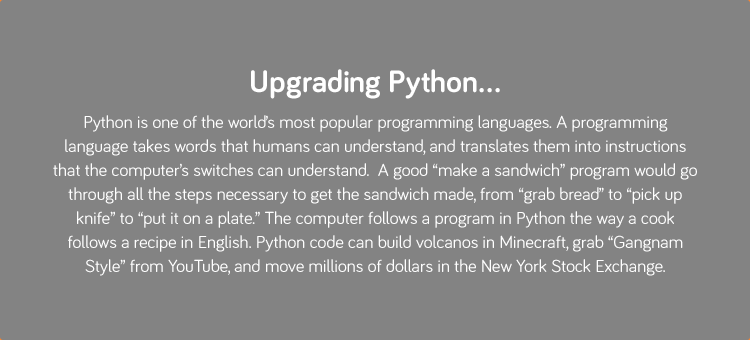 Upgrading Python...
Python is one of the world's most popular programming languages. A programming
language takes words that humans can understand, and translates them into instructions
that the computer's switches can understand.  A good “make a sandwich” program would go
through all the steps necessary to get the sandwich made, from “grab bread” to “pick up
knife” to “put it on a plate.” The computer follows a program in Python the way a cook
follows a recipe in English. Python code can build volcanos in Minecraft, grab “Gangnam
Style” from YouTube, and move millions of dollars in the New York Stock Exchange.